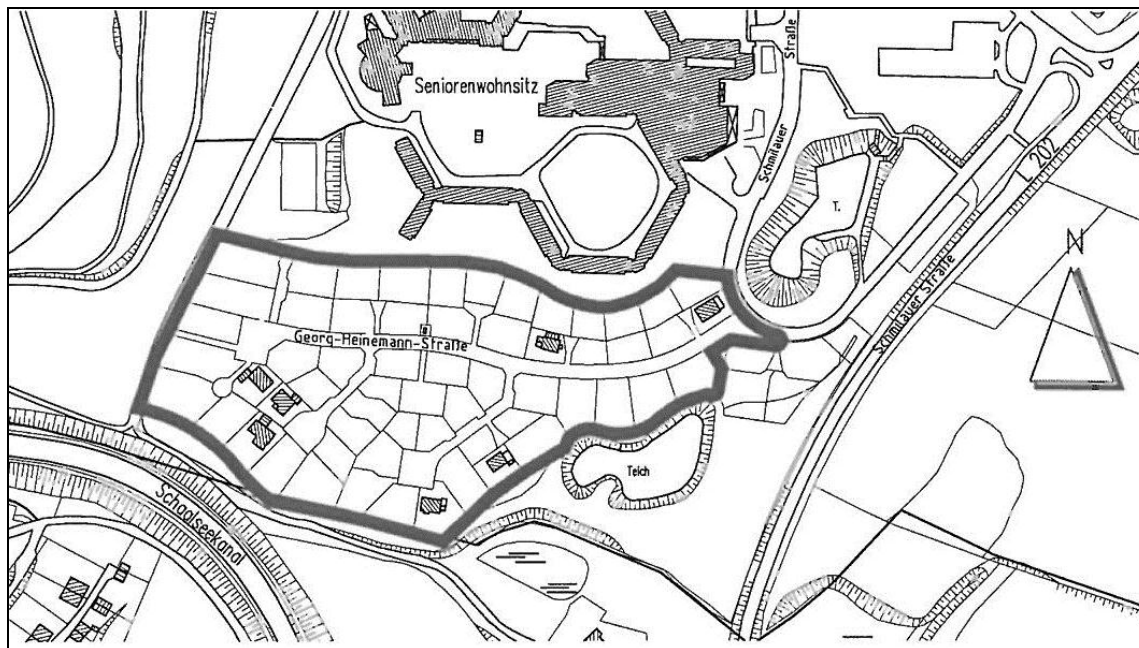 Seniorenwohnsitz
Schmilauer Straße
T.
L 202
N
Schmilauer Straße
Georg-Heinemann-Straße
Teich
Schaalseekanal